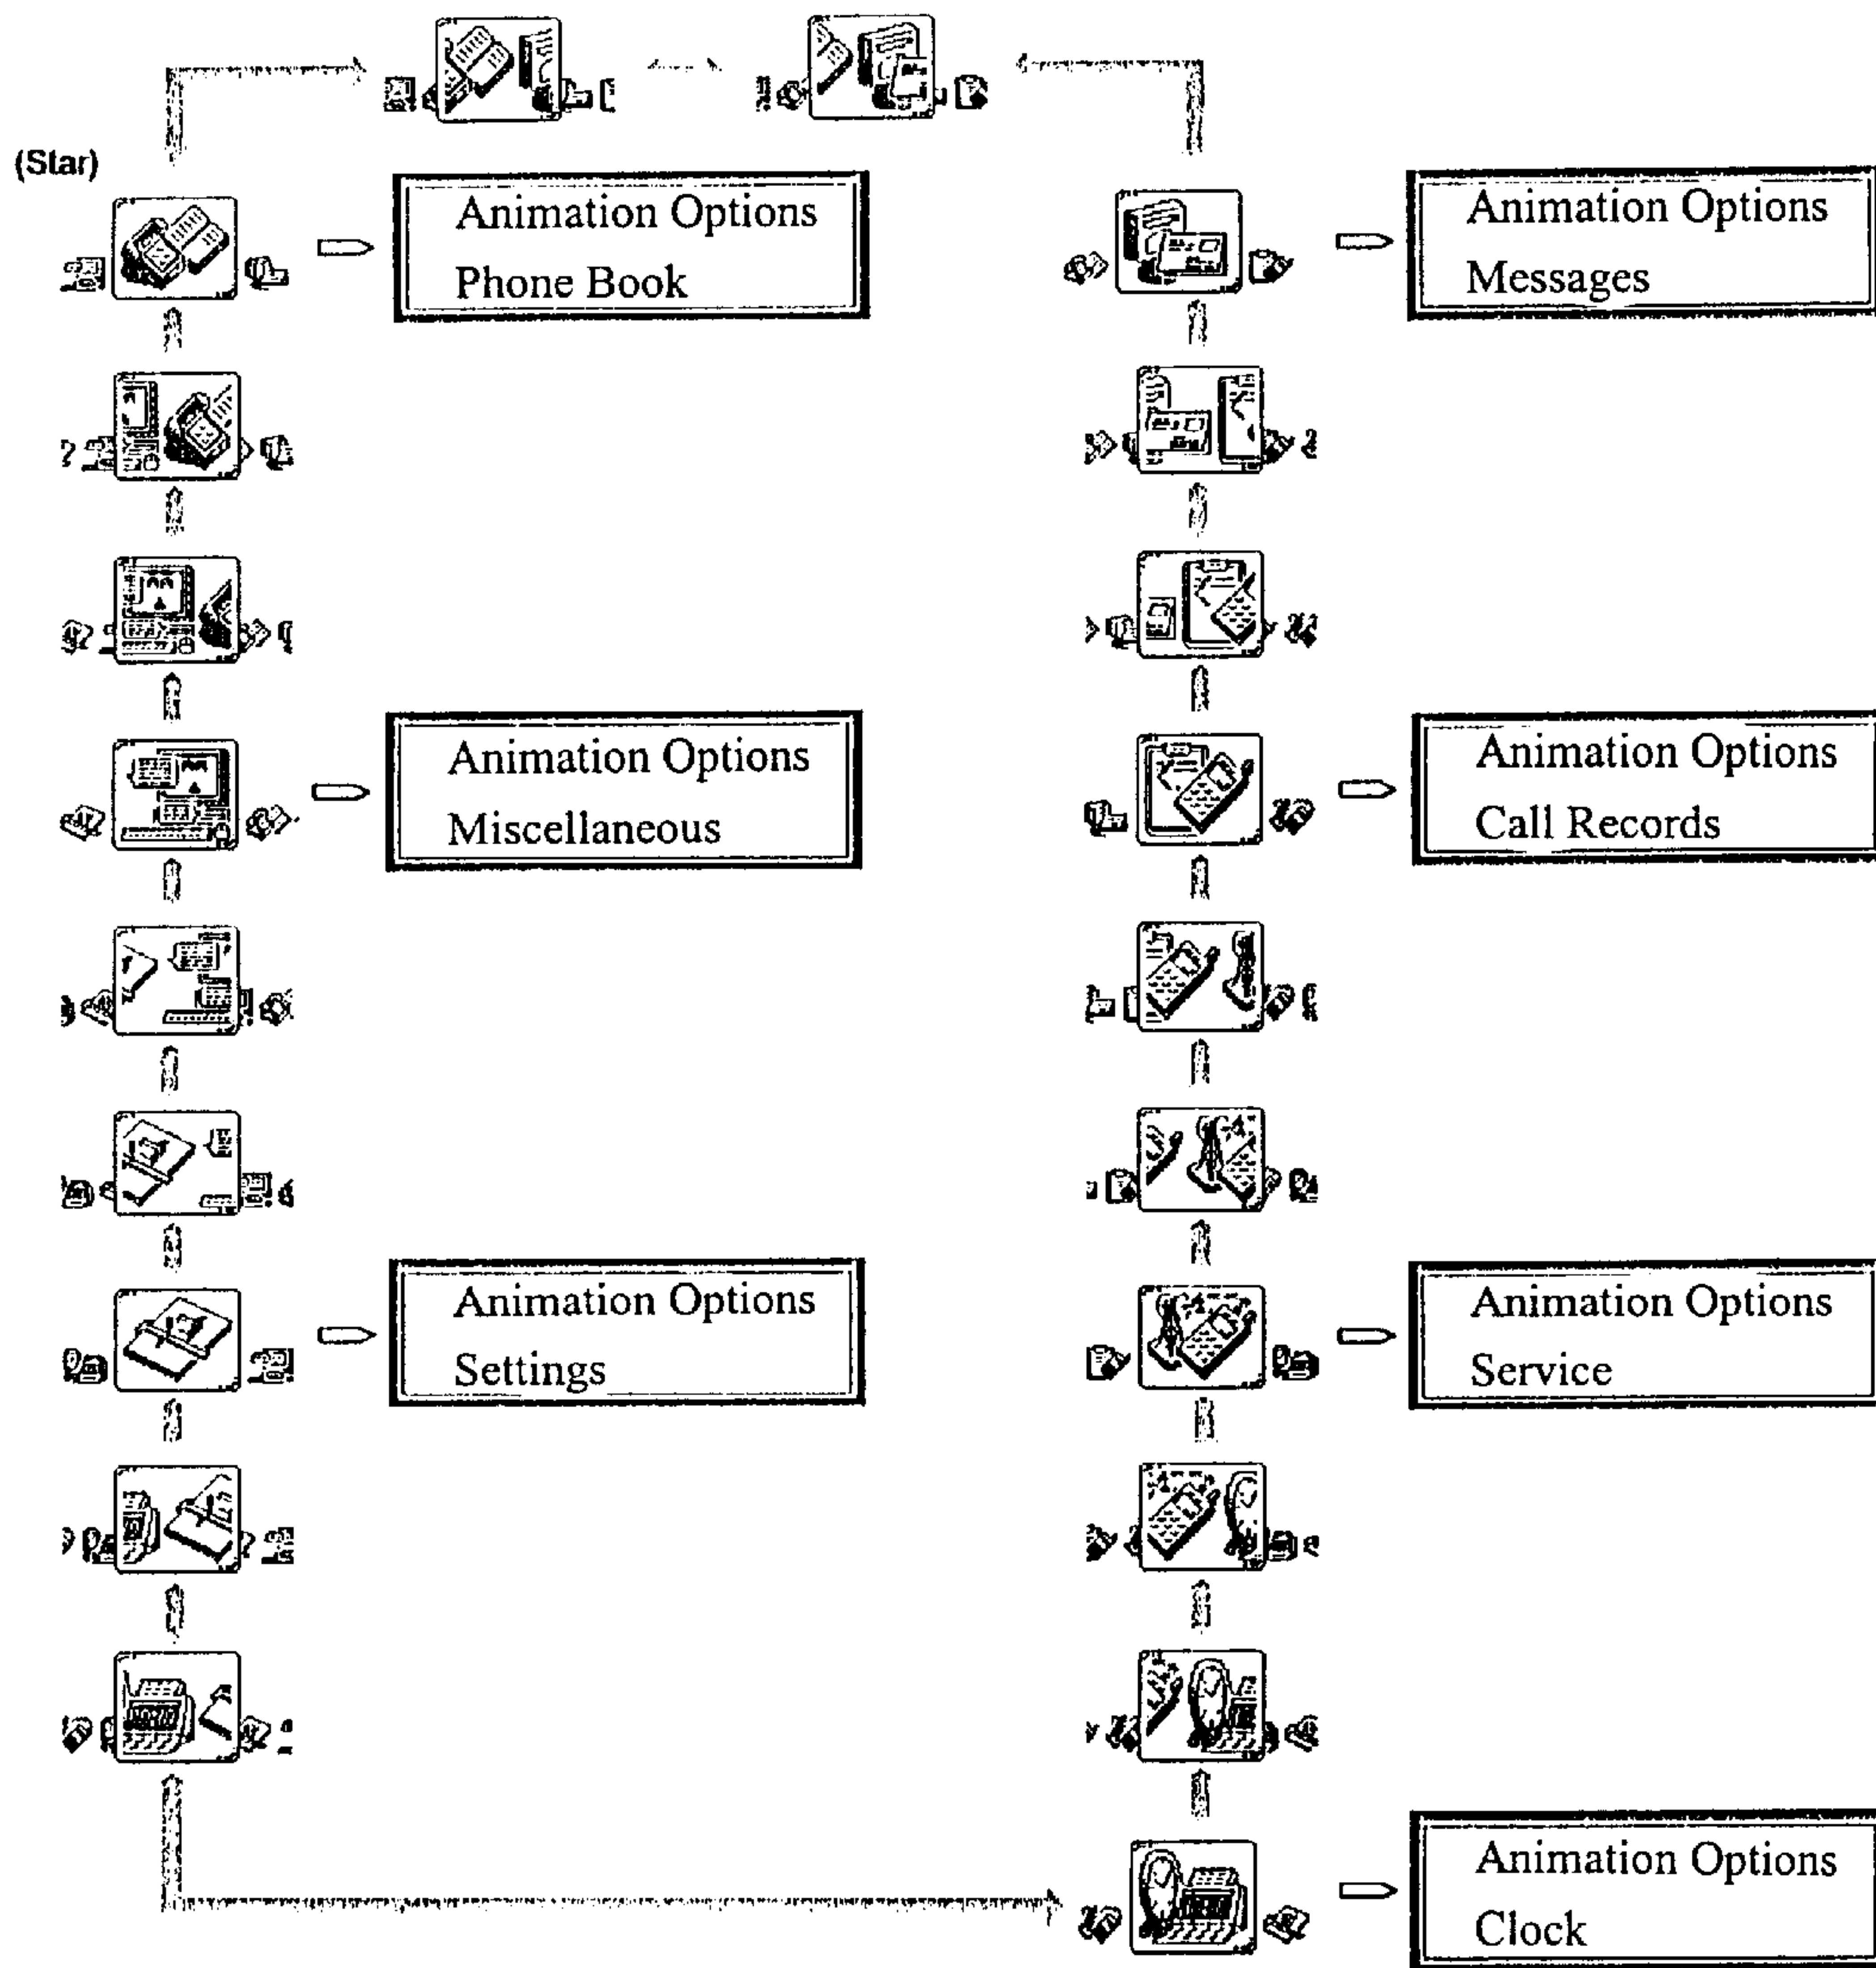 (Star)
Animation Options
Phone Book
Animation Options
Messages
Animation Options
Miscellaneous
Animation Options
Call Records
Animation Options
Settings
Animation Options
Service
Animation Options
Clock